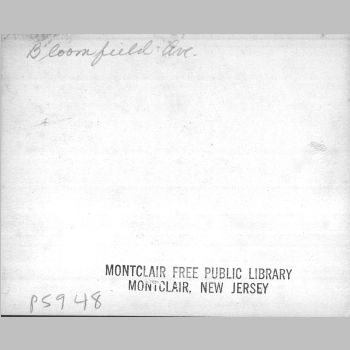 Bloomfield Ave.
MONTCLAIR FREE PUBLIC LIBRARY
MONTCLAIR, NEW JERSEY
P5948